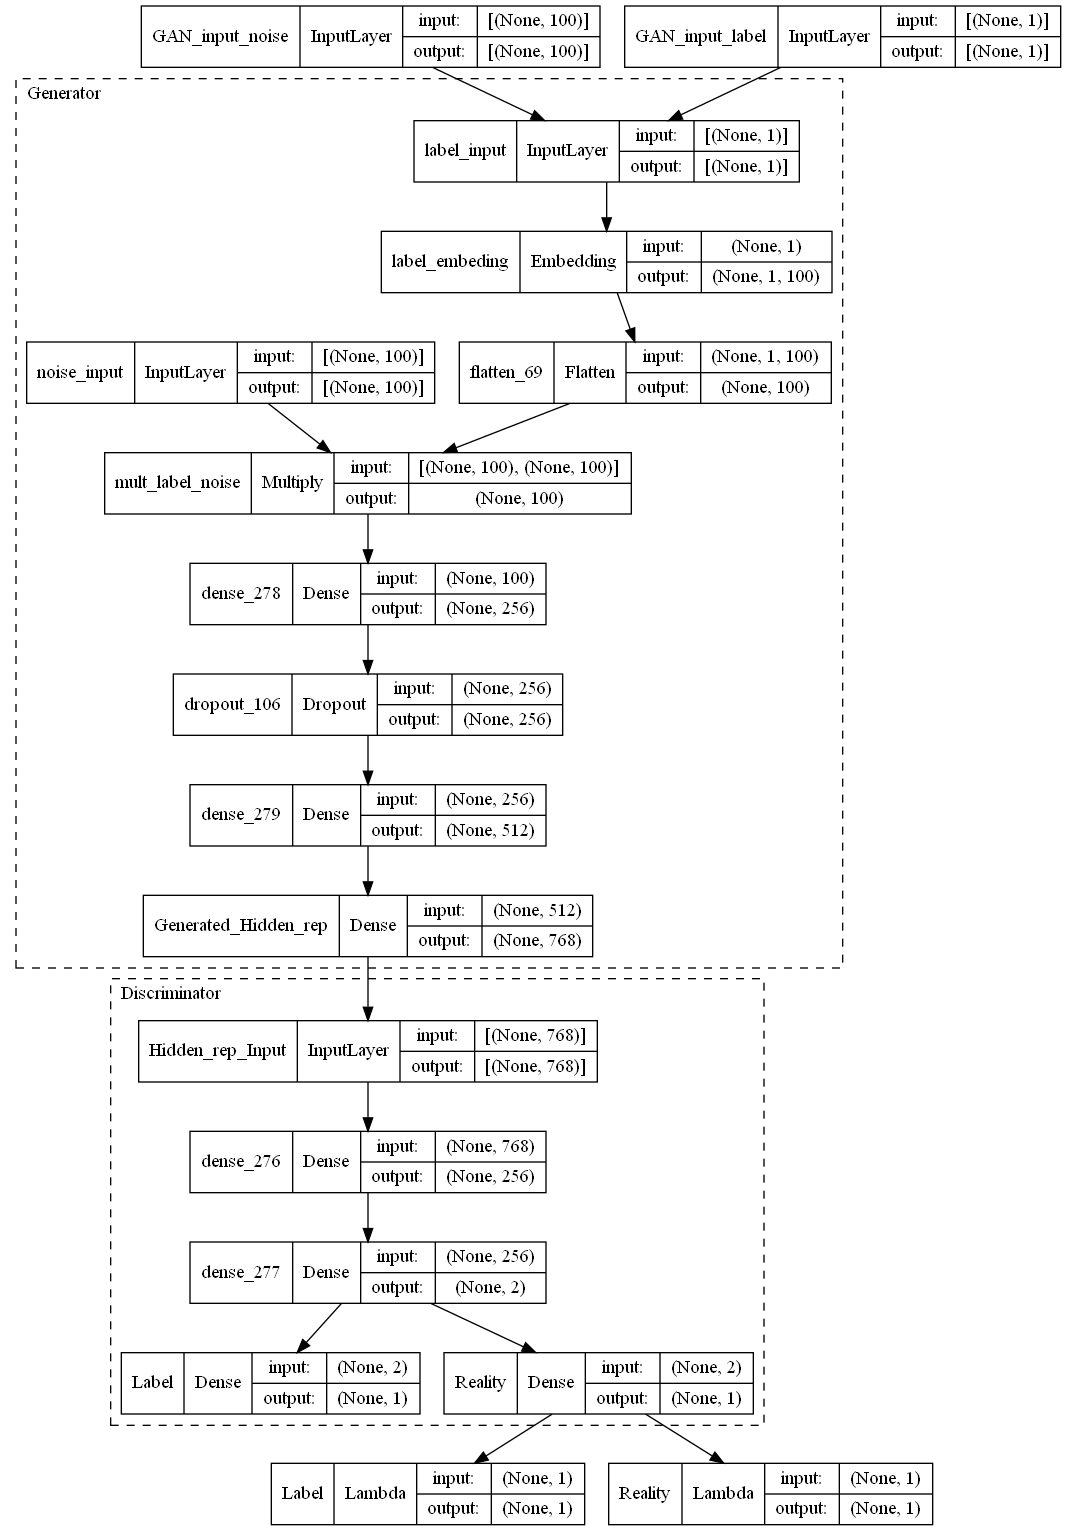 GAN_input_noise InputLayer input: [(None, 100)]
output: [(None, 100)]
GAN_input_label InputLayer input: [(None, 1)]
output: [(None, 1)]
Generator
label_input InputLayer input: [(None, 1)]
output: [(None, 1)]
label_embeding Embedding input: (None, 1)
output: (None, 1, 100)
noise_input InputLayer input: [(None, 100)]
output: [(None, 100)]
flatten_69 Flatten input: (None, 1, 100)
output: (None, 100)
mult_label_noise Multiply input: [(None, 100), (None, 100)]
output: (None, 100)
dense_278 Dense input: (None, 100)
output: (None, 256)
dropout_106 Dropout input: (None, 256)
output: (None, 256)
dense_279 Dense input: (None, 256)
output: (None, 512)
Generated_Hidden_rep Dense input: (None, 512)
output: (None, 768)
Discriminator
Hidden_rep_Input InputLayer input: [(None, 768)]
output: [(None, 768)]
dense_276 Dense input: (None, 768)
output: (None, 256)
dense_277 Dense input: (None, 256)
output: (None, 2)
Label Dense input: (None, 2)
output: (None, 1)
Reality Dense input: (None, 2)
output: (None, 1)
Label Lambda input: (None, 1)
output: (None, 1)
Reality Lambda input: (None, 1)
output: (None, 1)